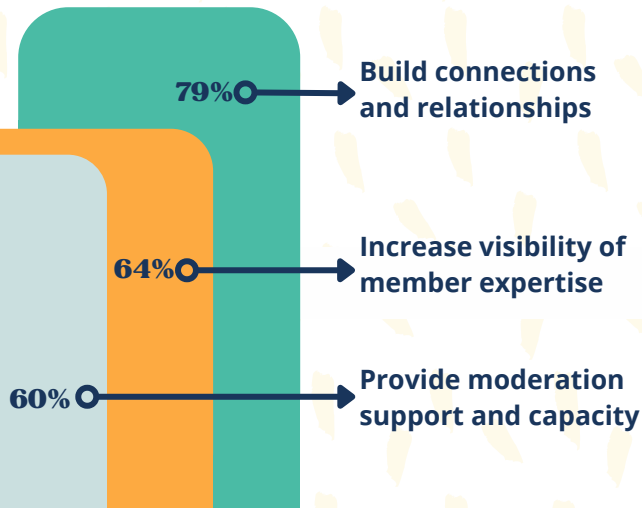 79%
Build connections
and relationships
64%
Increase visibility of
member expertise
60%
Provide moderation
support and capacity